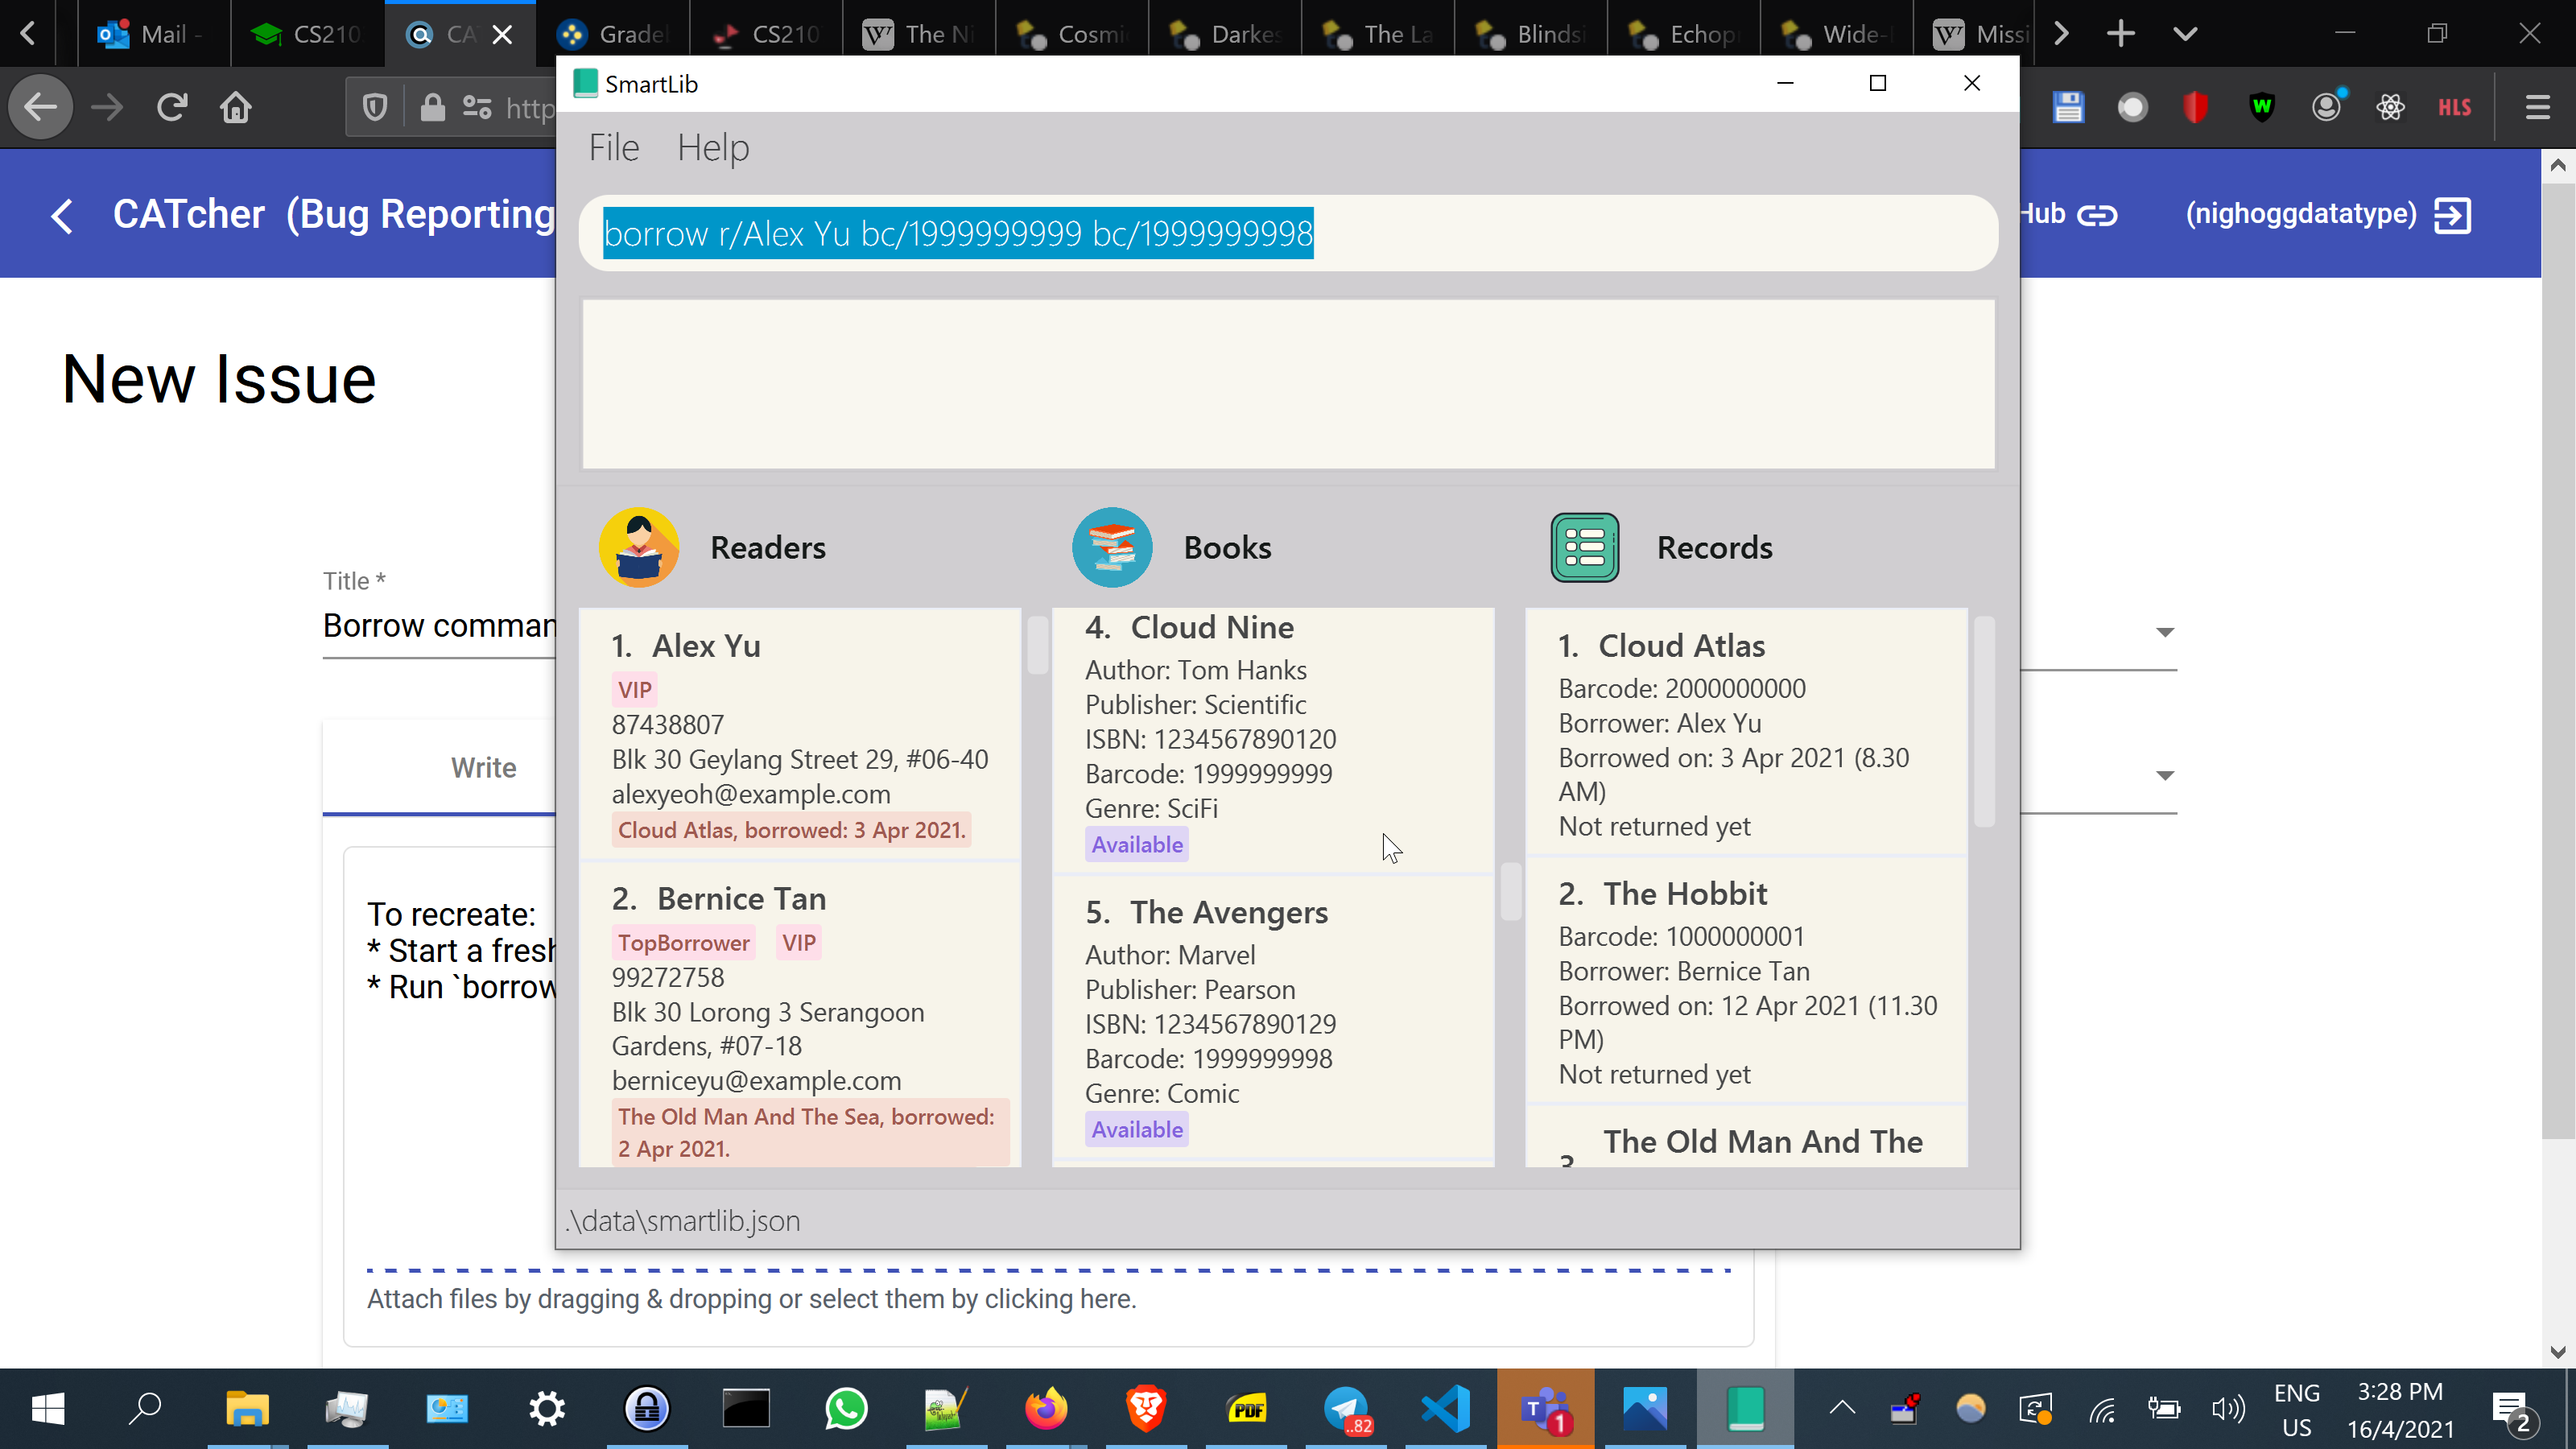 Mail -
CS210
CA
Gradel
CS210
The Ni
Cosmi
Darkes
The La
Blindsi
Echop
Wide-
Missi
http
HLS
SmartLib
File Help
borrow r/Alex Yu bc/1999999999 bc/1999999998
CATcher (Bug Reporting
Hub
(nighoggdatatype)
New Issue
Title *
Borrow comman
Write
To recreate:
* Start a fresh
* Run `borrow
Readers
1. Alex Yu
VIP
87438807
Blk 30 Geylang Street 29, #06-40
alexyeoh@example.com
Cloud Atlas, borrowed: 3 Apr 2021.
2. Bernice Tan
TopBorrower VIP
99272758
Blk 30 Lorong 3 Serangoon
Gardens, #07-18
berniceyu@example.com
The Old Man And The Sea, borrowed:
2 Apr 2021.
Books
4. Cloud Nine
Author: Tom Hanks
Publisher: Scientific
ISBN: 1234567890120
Barcode: 1999999999
Genre: SciFi
Available
5. The Avengers
Author: Marvel
Publisher: Pearson
ISBN: 1234567890129
Barcode: 1999999998
Genre: Comic
Available
Records
1. Cloud Atlas
Barcode: 2000000000
Borrower: Alex Yu
Borrowed on: 3 Apr 2021 (8.30
AM)
Not returned yet
2. The Hobbit
Barcode: 1000000001
Borrower: Bernice Tan
Borrowed on: 12 Apr 2021 (11.30
PM)
Not returned yet
The Old Man And The
3.
.\data\smartlib.json
Attach files by dragging & dropping or select them by clicking here.
PDF
..82
1
ENG
US
3:28 PM
16/4/2021
2